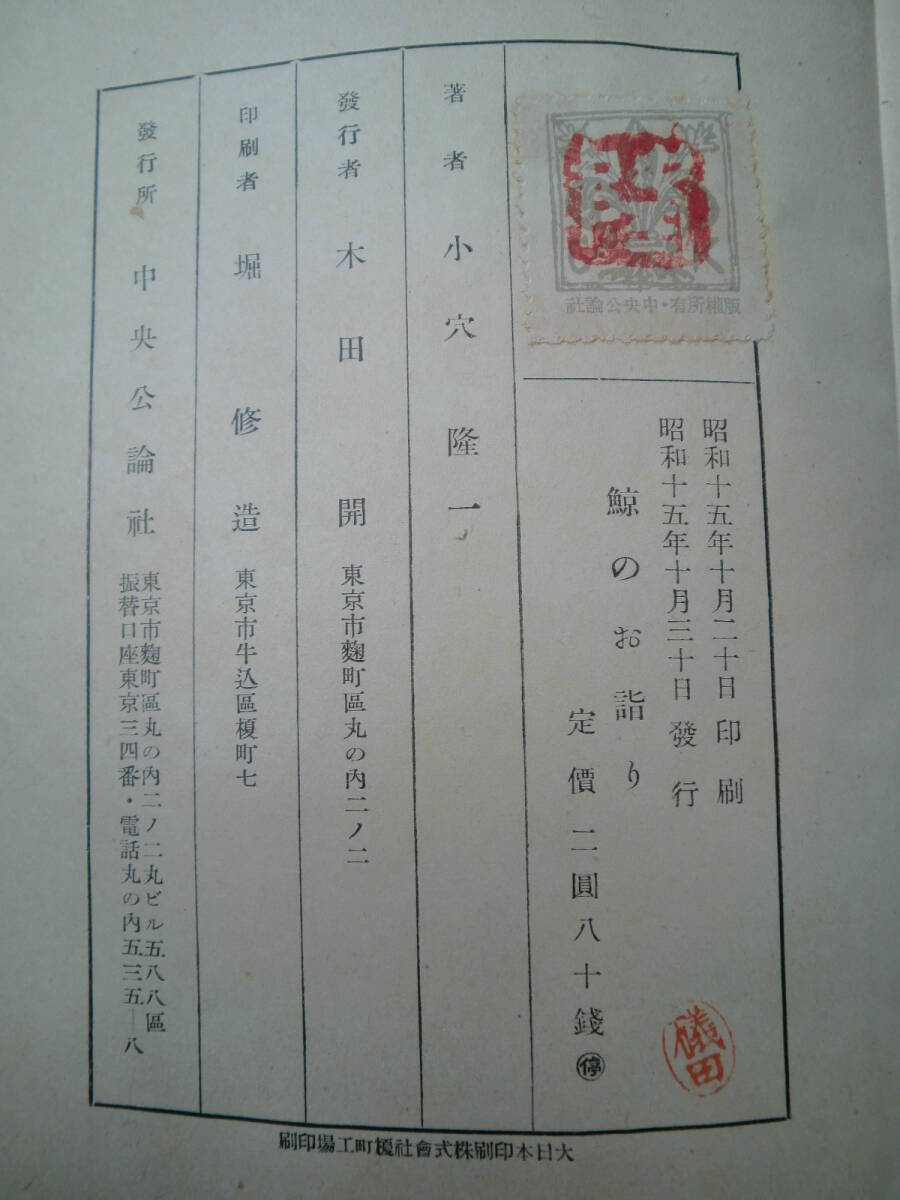 社論公央中・有所權版
昭和十五年十月二十日印刷
昭和十五年十月三十日發行
鯨のお詣り
定價二圓八十錢㊡
磯田
著者 小穴隆一
發行者 木田開 東京市麴町區丸の內二ノ二
印刷者 堀修造 東京市牛込區榎町七
發行所 中央公論社 東京市麴町區丸の內二ノ二丸ビル五八八區
振替口座東京三四番・電話丸の內五三五―八
刷印場工町榎社會式株刷印本日大